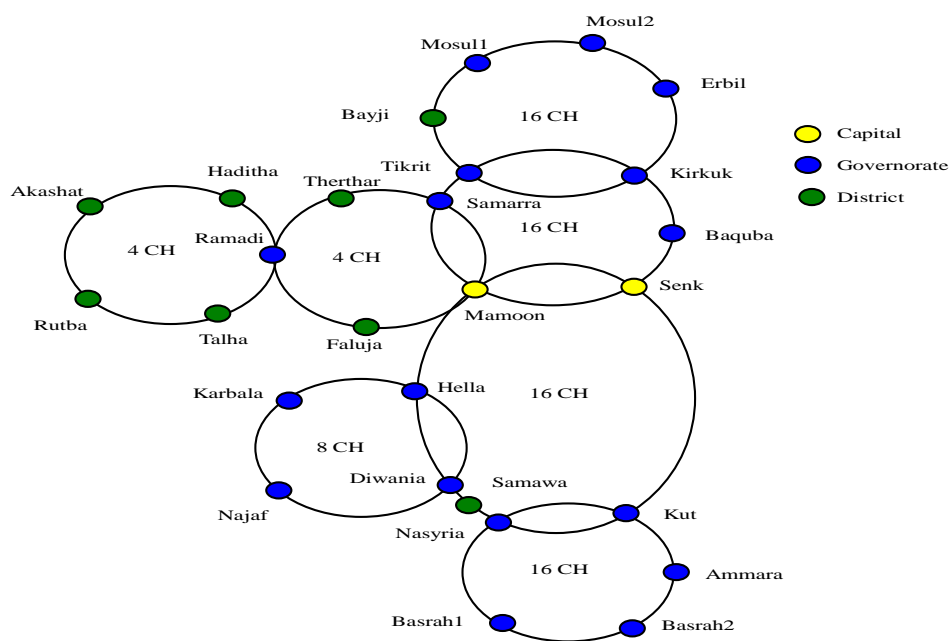 Mosul2
Mosul1
Erbil
Bayji
16 CH
Capital
Tikrit
Governorate
Haditha
Therthar
Kirkuk
Akashat
District
Samarra
Ramadi
16 CH
Baquba
4 CH
4 CH
Senk
Mamoon
Rutba
Talha
Faluja
Karbala
Hella
16 CH
8 CH
Diwania
Samawa
Najaf
Nasyria
Kut
16 CH
Ammara
Basrah1
Basrah2